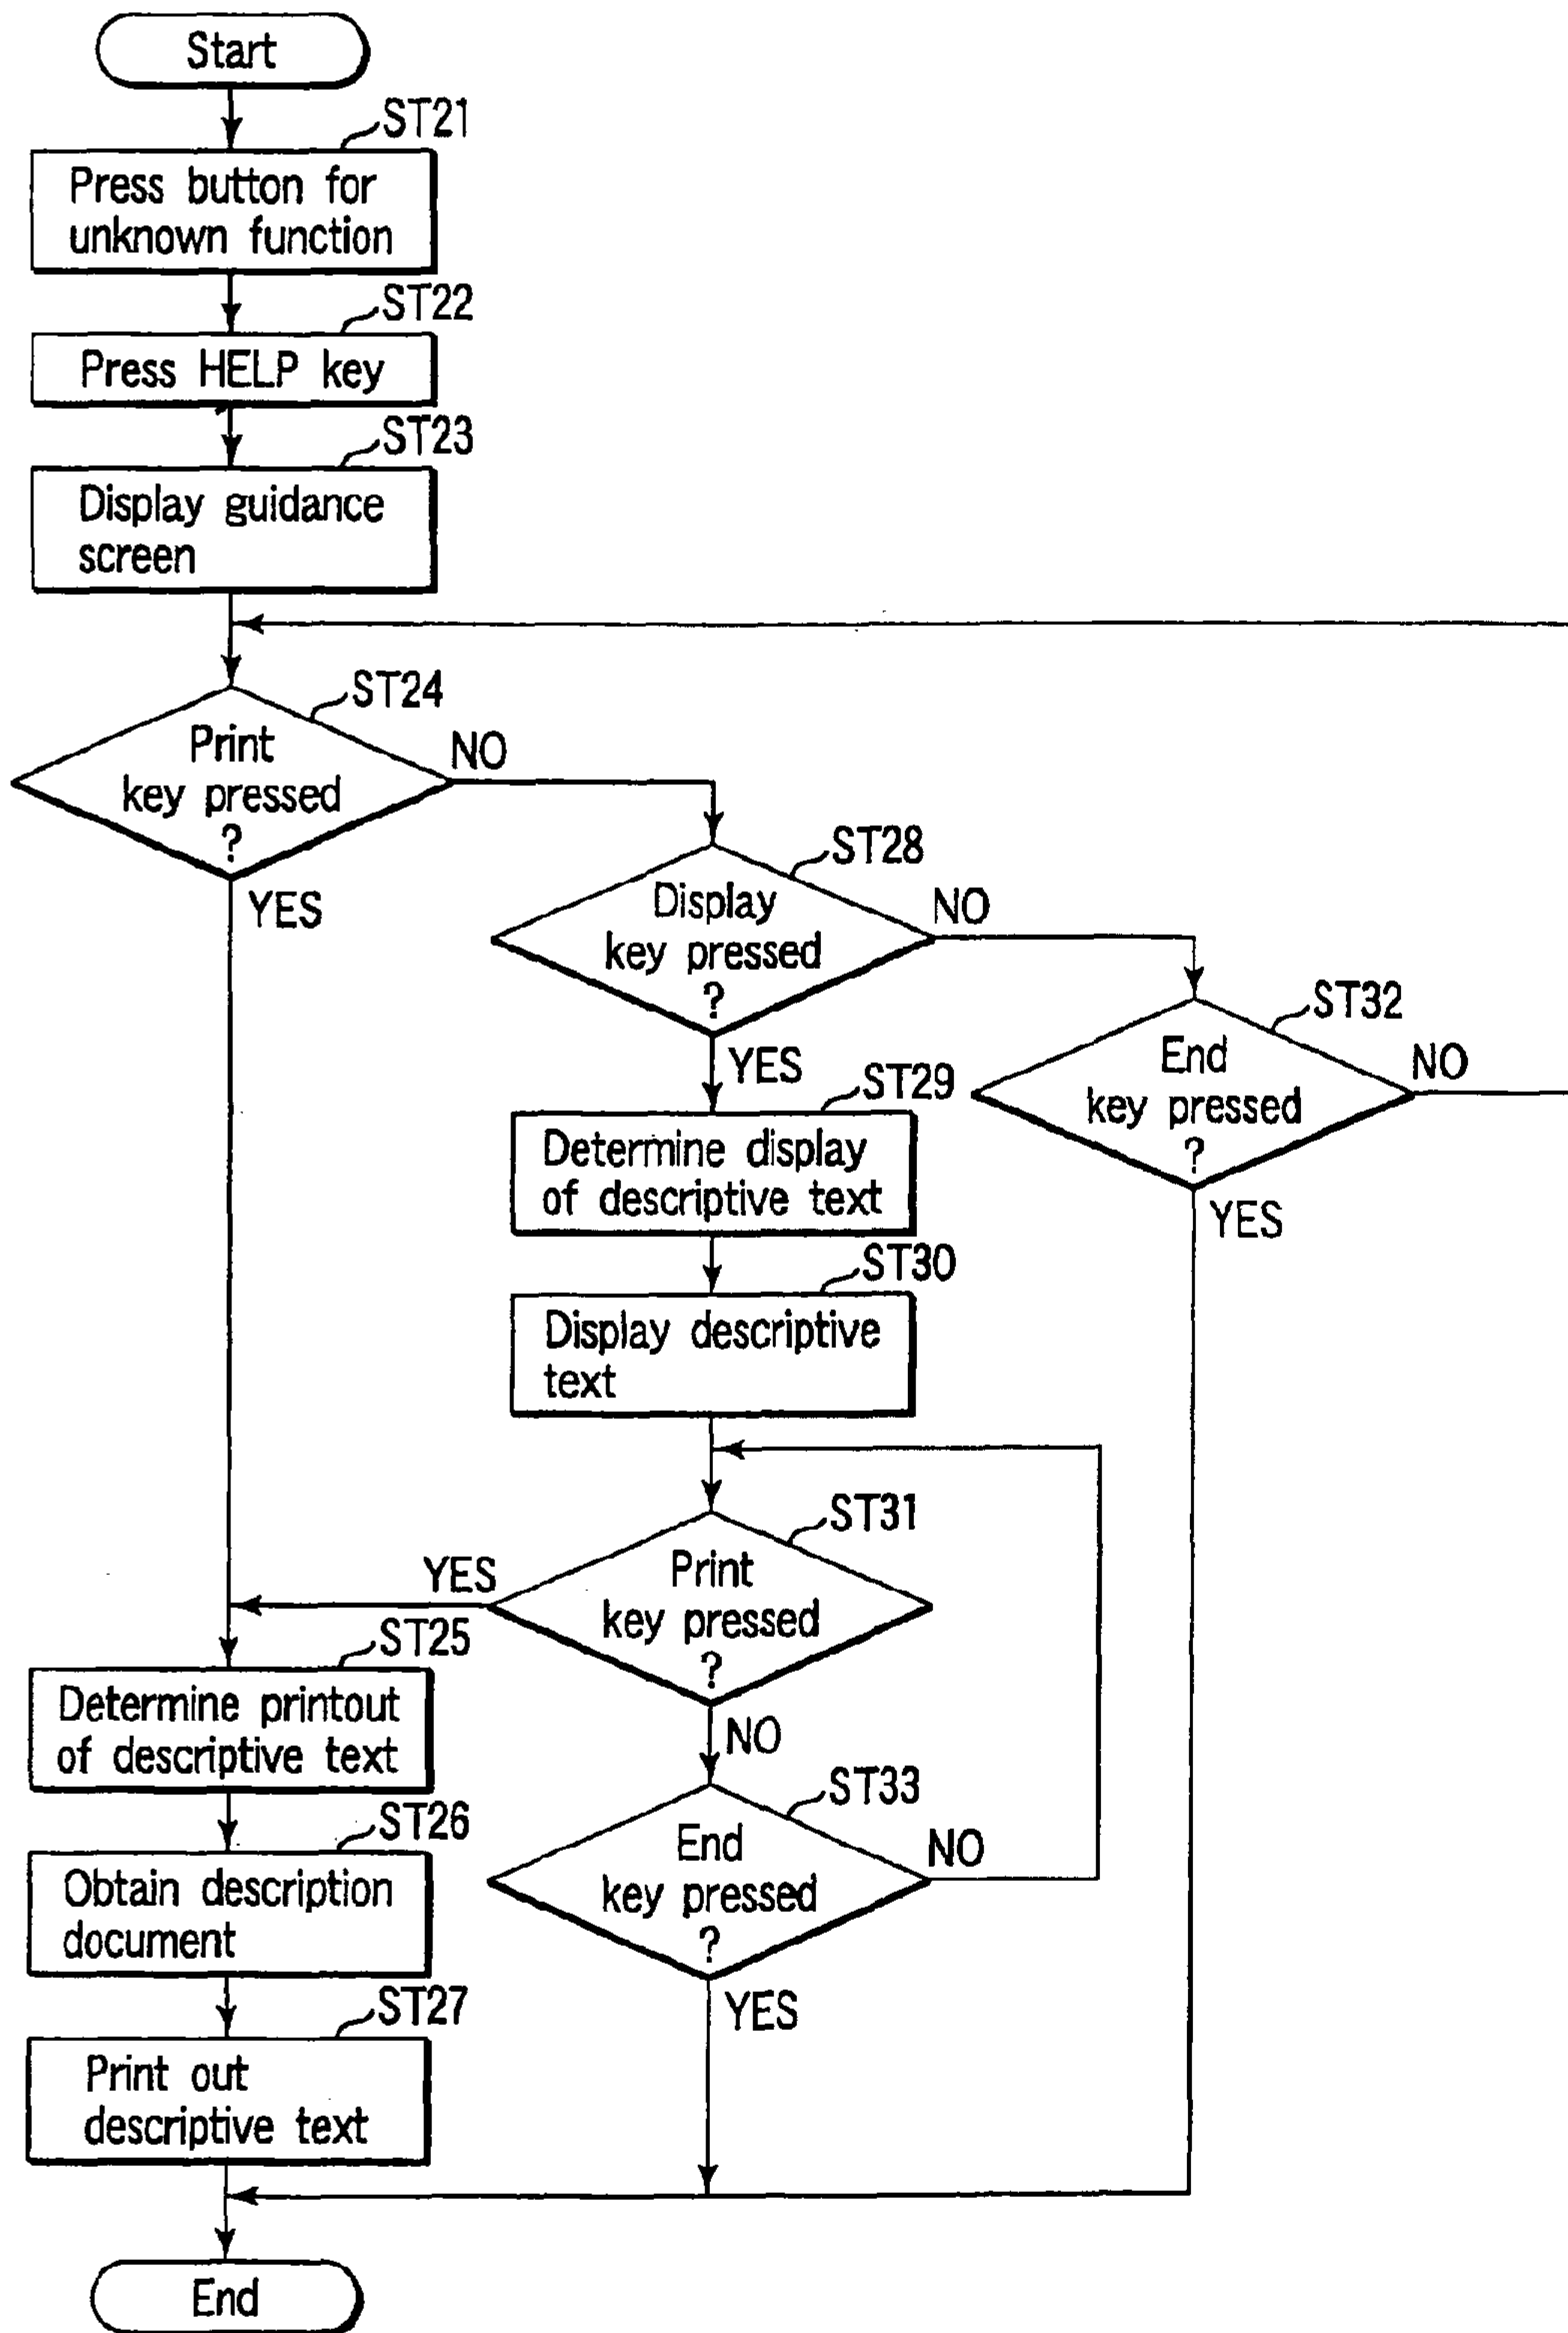 Start
ST21
Press button for
unknown function
ST22
Press HELP key
ST23
Display guidance
screen
ST24
Print
key pressed
?
NO
YES
ST28
Display
key pressed
?
NO
YES
ST32
End
key pressed
?
NO
YES
ST29
Determine display
of descriptive text
ST30
Display descriptive
text
ST31
Print
key pressed
?
YES
NO
ST25
Determine printout
of descriptive text
ST33
End
key pressed
?
NO
YES
ST26
Obtain description
document
ST27
Print out
descriptive text
End